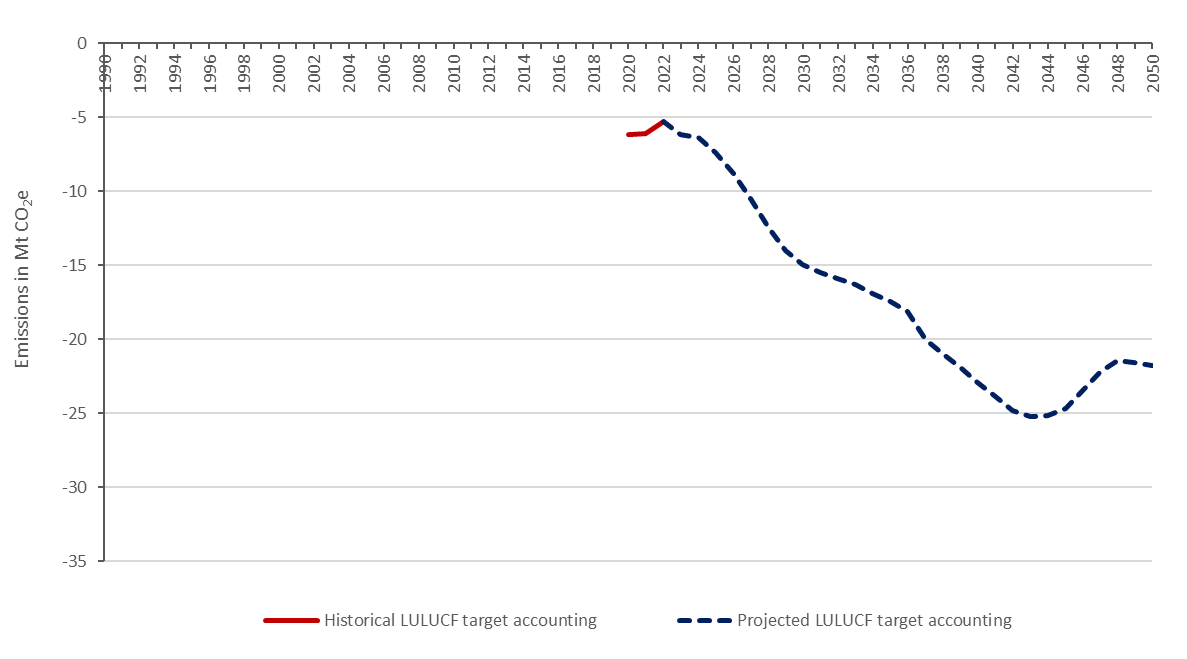 0
1990 1992 1994 1996 1998 2000 2002 2004 2006 2008 2010 2012 2014 2016 2018 2020 2022 2024 2026 2028 2030 2032 2034 2036 2038 2040 2042 2044 2046 2048 2050
-5
-10
-15
-20
-25
-30
-35
Emissions in Mt CO₂e
Historical LULUCF target accounting
Projected LULUCF target accounting